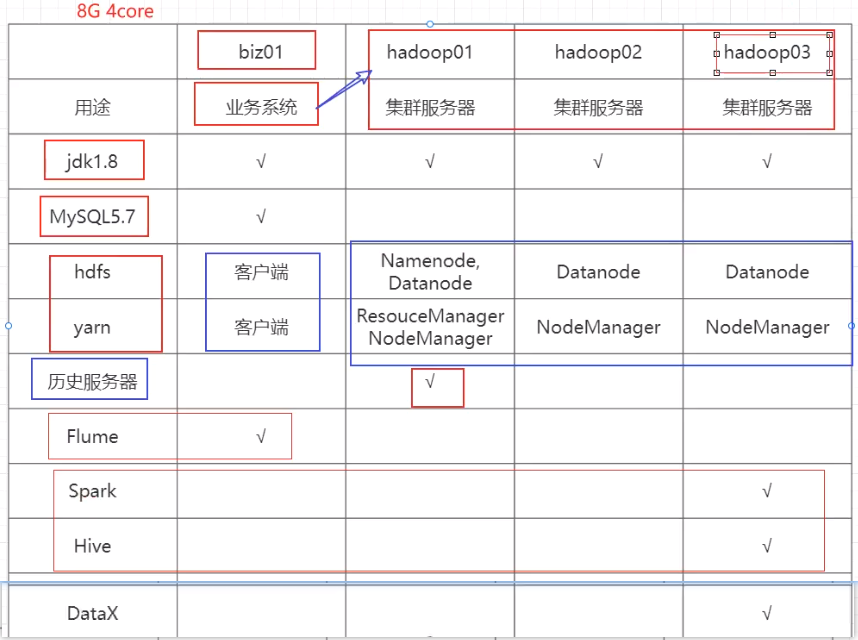 8G 4core
biz01 hadoop01 hadoop02 hadoop03
用途 业务系统 集群服务器 集群服务器 集群服务器
jdk1.8 √ √ √ √
MySQL5.7 √
hdfs 客户端 Namenode, Datanode Datanode Datanode
yarn 客户端 ResouceManager NodeManager NodeManager NodeManager
历史服务器 √
Flume √
Spark √
Hive √
DataX √